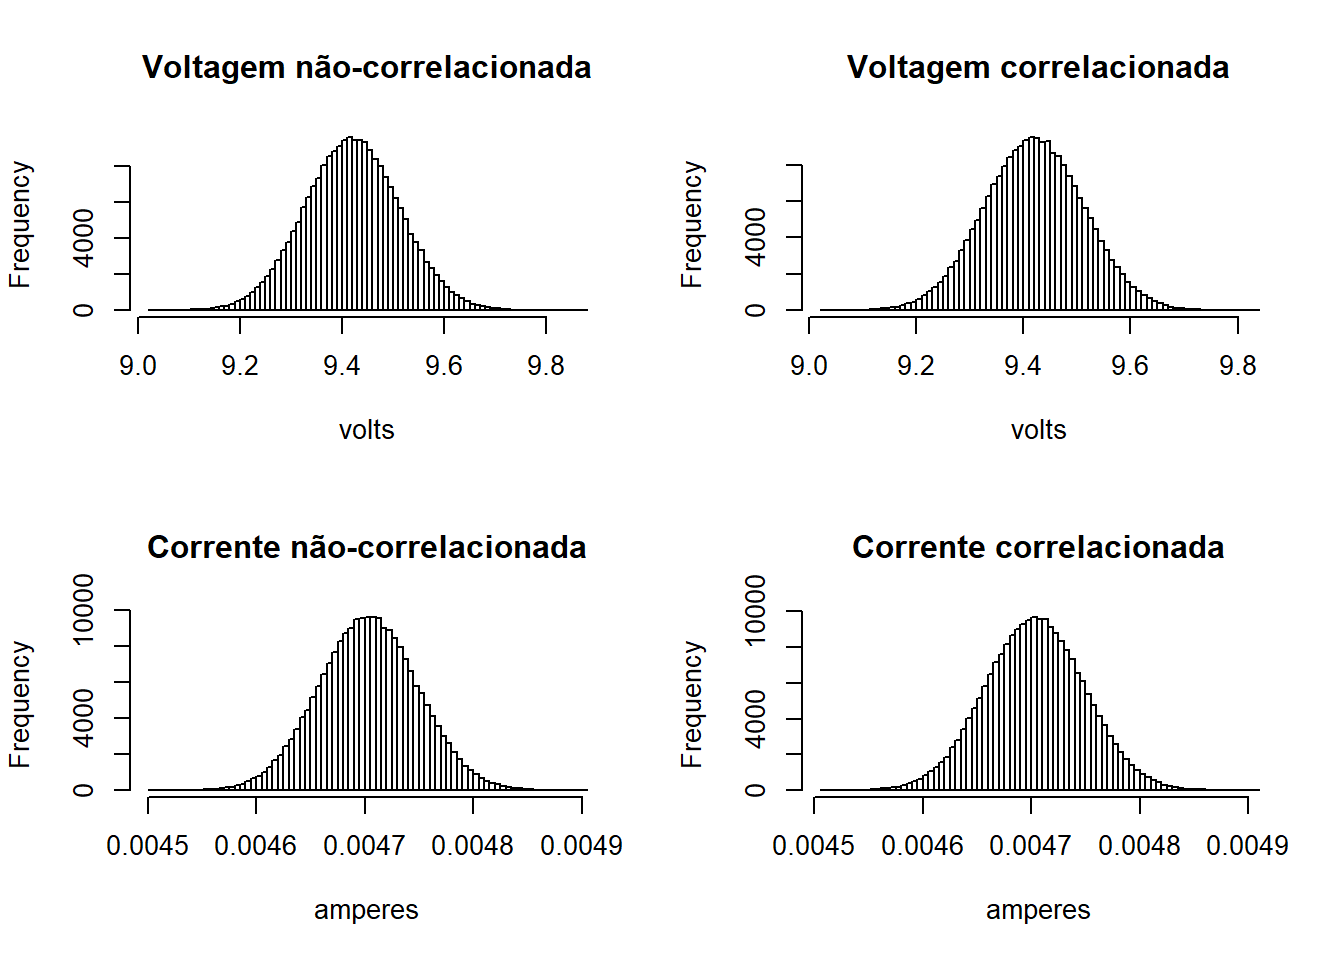 Voltagem não-correlacionada
Frequency
4000
0
9.0 9.2 9.4 9.6 9.8
volts
Voltagem correlacionada
Frequency
4000
0
9.0 9.2 9.4 9.6 9.8
volts
Corrente não-correlacionada
Frequency
10000
4000
0
0.0045 0.0046 0.0047 0.0048 0.0049
amperes
Corrente correlacionada
Frequency
10000
4000
0
0.0045 0.0046 0.0047 0.0048 0.0049
amperes